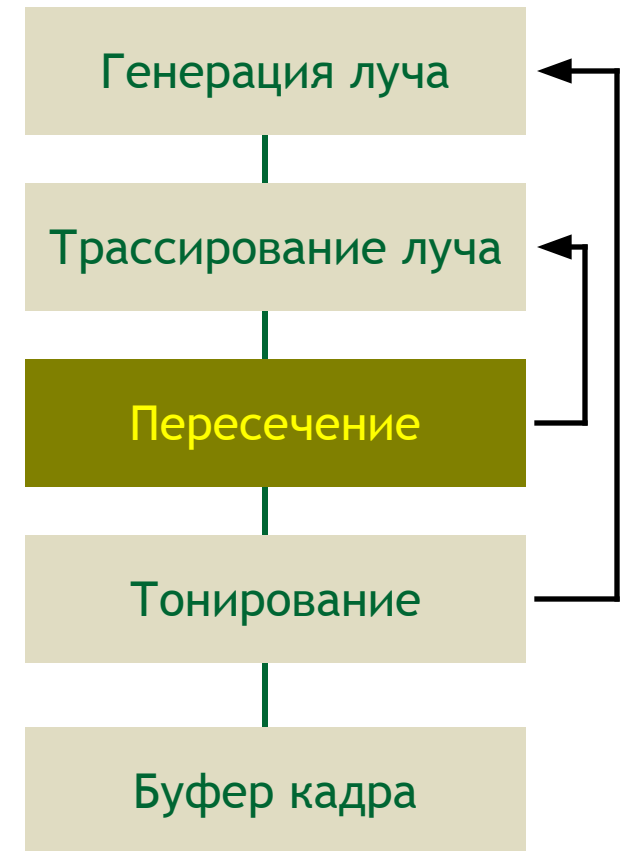 Генерация луча
Трассирование луча
Пересечение
Тонирование
Буфер кадра